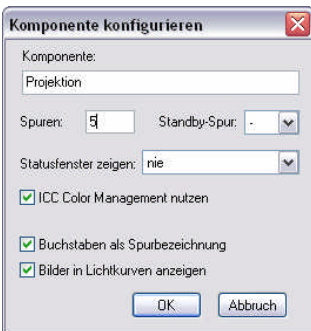 Komponente konfigurieren
Komponente:
Projektion
Spuren: 5 Standby-Spur: -
Statusfenster zeigen: nie
ICC Color Management nutzen
Buchstaben als Spurbezeichnung
Bilder in Lichtkurven anzeigen
OK Abbruch